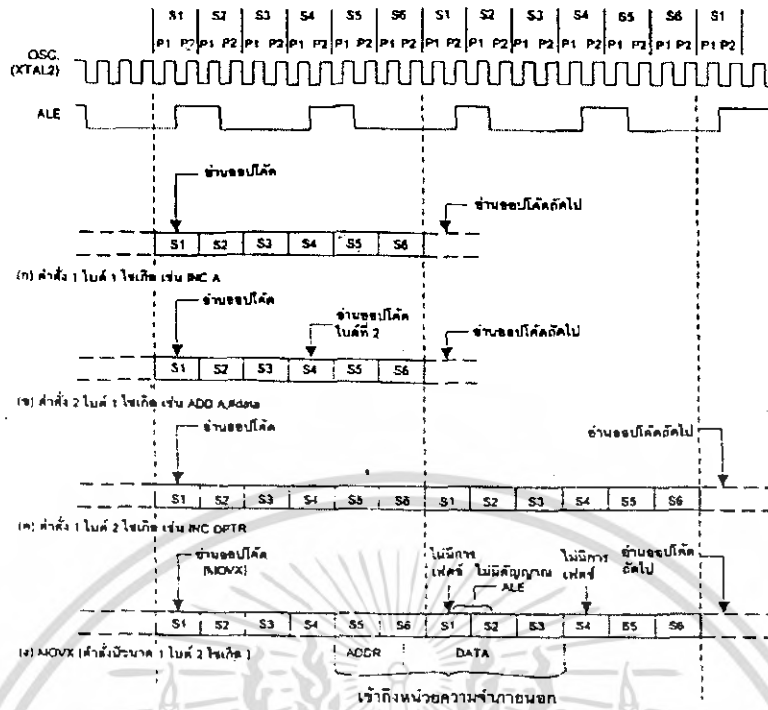 S1 S2 S3 S4 S5 S6 S1 S2 S3 S4 S5 S6 S1
P1 P2 P1 P2 P1 P2 P1 P2 P1 P2 P1 P2 P1 P2 P1 P2 P1 P2 P1 P2 P1 P2 P1 P2 P1 P2
OSC.
(XTAL2)
ALE
อ่านออปโค้ด
อ่านออปโค้ดถัดไป
S1 S2 S3 S4 S5 S6
(ก) คำสั่ง 1 ไบต์ 1 ไซเกิล เช่น INC A
อ่านออปโค้ด
อ่านออปโค้ด
ไบต์ที่ 2
อ่านออปโค้ดถัดไป
S1 S2 S3 S4 S5 S6
(ข) คำสั่ง 2 ไบต์ 1 ไซเกิล เช่น ADD A,#data
อ่านออปโค้ด
อ่านออปโค้ดถัดไป
S1 S2 S3 S4 S5 S6 S1 S2 S3 S4 S5 S6
(ค) คำสั่ง 1 ไบต์ 2 ไซเกิล เช่น INC DPTR
อ่านออปโค้ด
(MOVX)
ไม่มีการ
เฟตช์
ไม่มีสัญญาณ
ALE
ไม่มีการ
เฟตช์
อ่านออปโค้ด
ถัดไป
S1 S2 S3 S4 S5 S6 S1 S2 S3 S4 S5 S6
(ง) MOVX (คำสั่งมีขนาด 1 ไบต์ 2 ไซเกิล)
ADDR DATA
เข้าถึงหน่วยความจำภายนอก